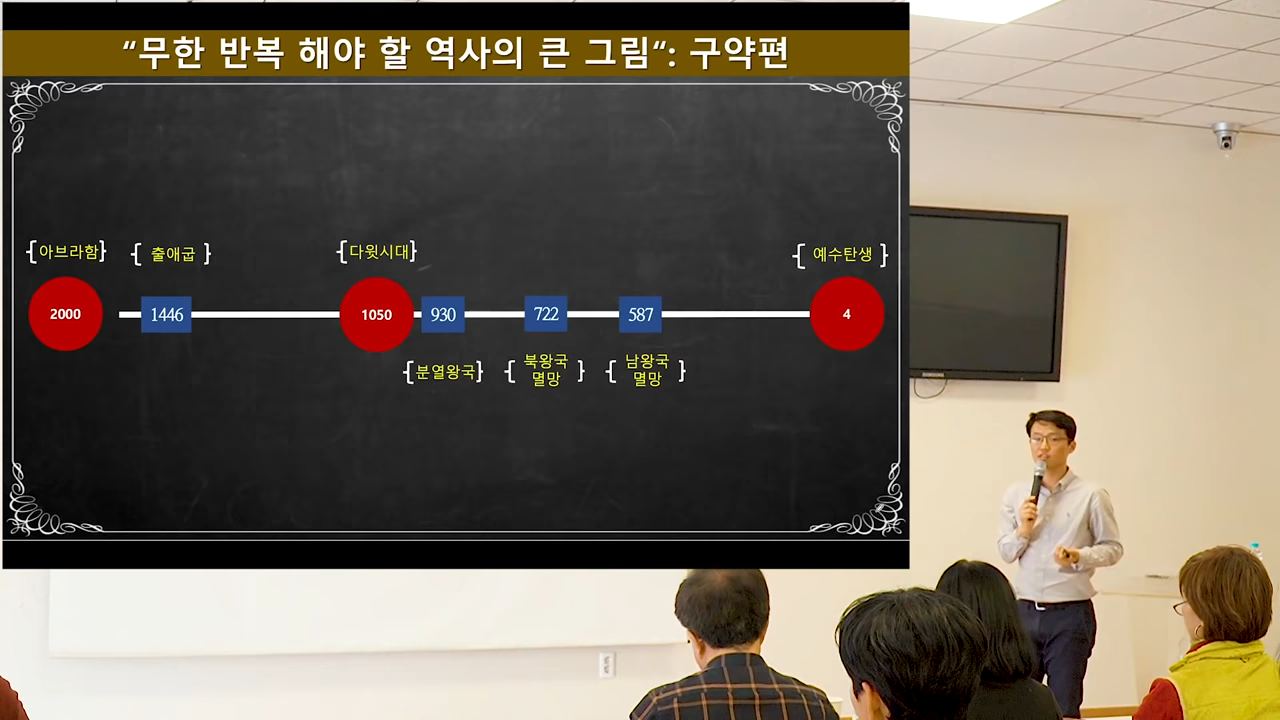 “무한 반복 해야 할 역사의 큰 그림“: 구약편
{아브라함}
{ 출애굽 }
{다윗시대}
{ 예수탄생 }
2000
1446
1050
930
722
587
4
{분열왕국}
{ 북왕국
멸망 }
{ 남왕국
멸망 }
SAMSUNG